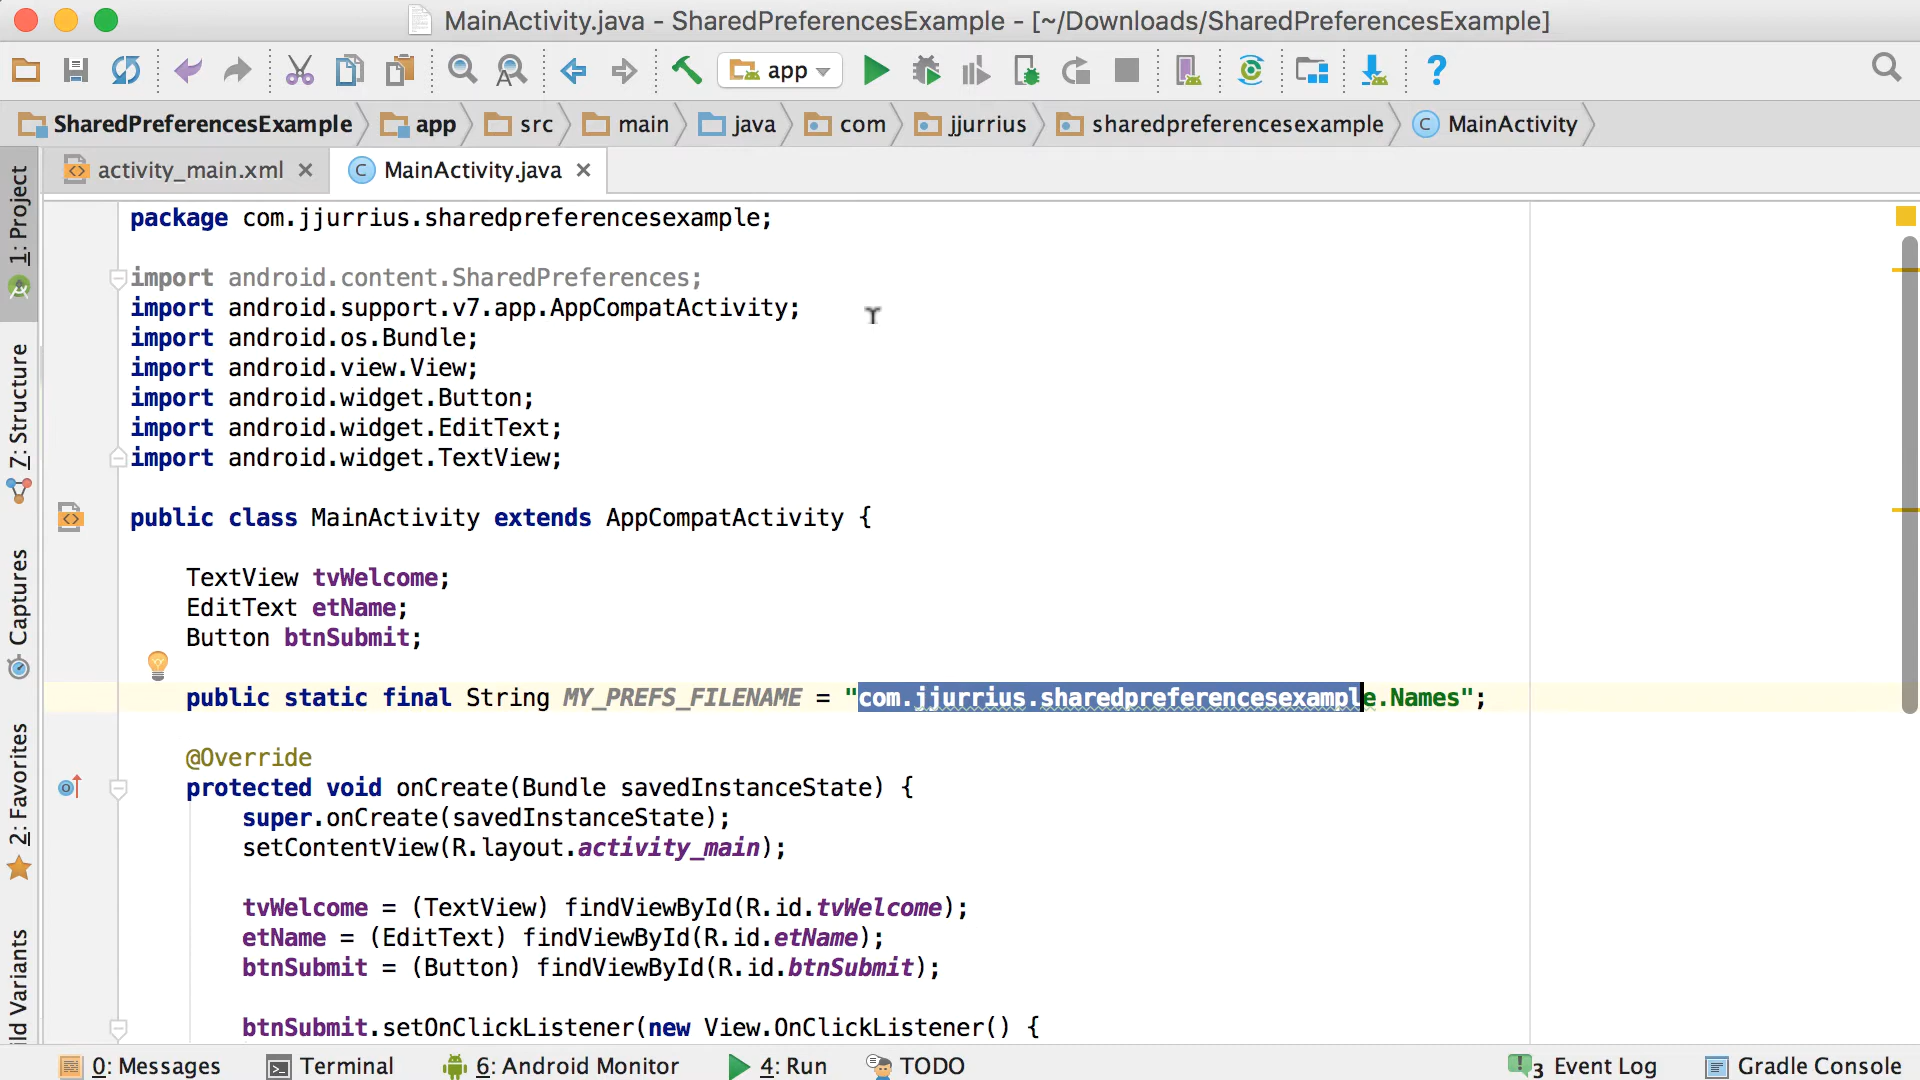 MainActivity.java - SharedPreferencesExample - [~/Downloads/SharedPreferencesExample]
app
SharedPreferencesExample app src main java com jjurrius sharedpreferencesexample MainActivity
activity_main.xml MainActivity.java
1: Project
7: Structure
Captures
2: Favorites
ld Variants
package com.jjurrius.sharedpreferencesexample;
import android.content.SharedPreferences;
import android.support.v7.app.AppCompatActivity;
import android.os.Bundle;
import android.view.View;
import android.widget.Button;
import android.widget.EditText;
import android.widget.TextView;
public class MainActivity extends AppCompatActivity {
TextView tvWelcome;
EditText etName;
Button btnSubmit;
public static final String MY_PREFS_FILENAME = "com.jjurrius.sharedpreferencesexample.Names";
@Override
protected void onCreate(Bundle savedInstanceState) {
super.onCreate(savedInstanceState);
setContentView(R.layout.activity_main);
tvWelcome = (TextView) findViewById(R.id.tvWelcome);
etName = (EditText) findViewById(R.id.etName);
btnSubmit = (Button) findViewById(R.id.btnSubmit);
btnSubmit.setOnClickListener(new View.OnClickListener() {
0: Messages Terminal 6: Android Monitor 4: Run TODO 3 Event Log Gradle Console